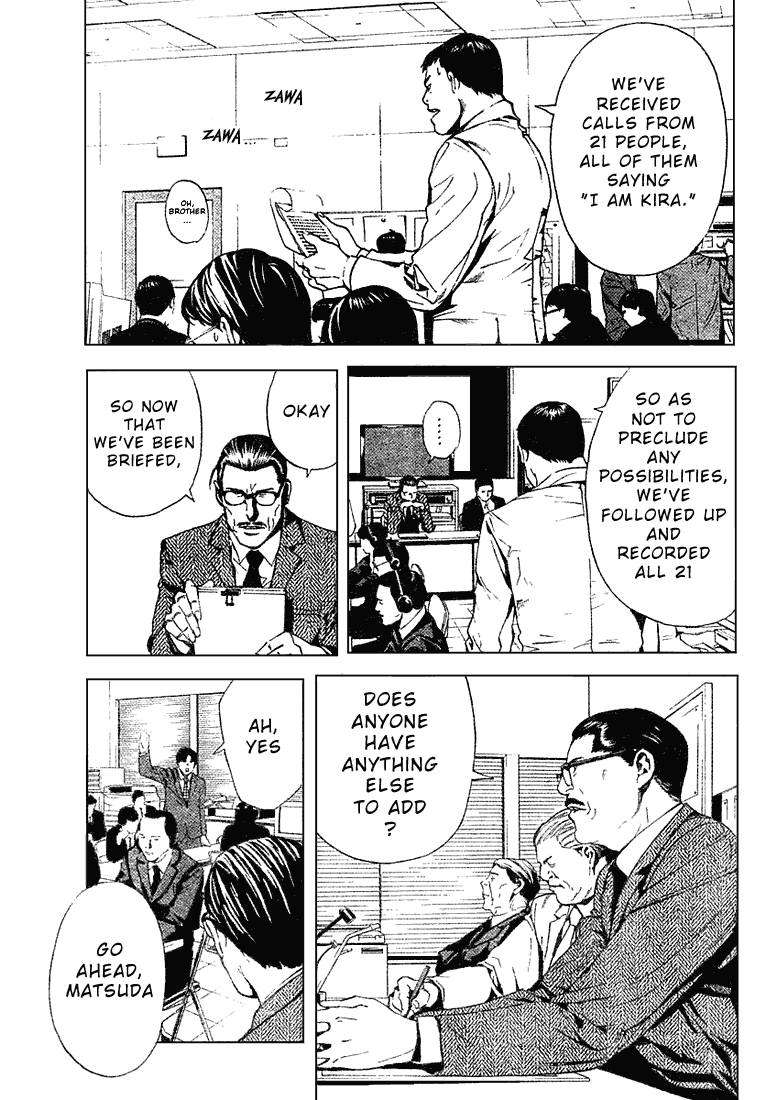 WE'VE
RECEIVED
CALLS FROM
21 PEOPLE,
ALL OF THEM
SAYING
"I AM KIRA."
ZAWA
ZAWA...
OH,
BROTHER
...
SO AS
NOT TO
PRECLUDE
ANY
POSSIBILITIES,
WE'VE
FOLLOWED UP
AND
RECORDED
ALL 21
....
OKAY
SO NOW
THAT
WE'VE BEEN
BRIEFED,
DOES
ANYONE
HAVE
ANYTHING
ELSE
TO ADD
?
AH,
YES
GO
AHEAD,
MATSUDA